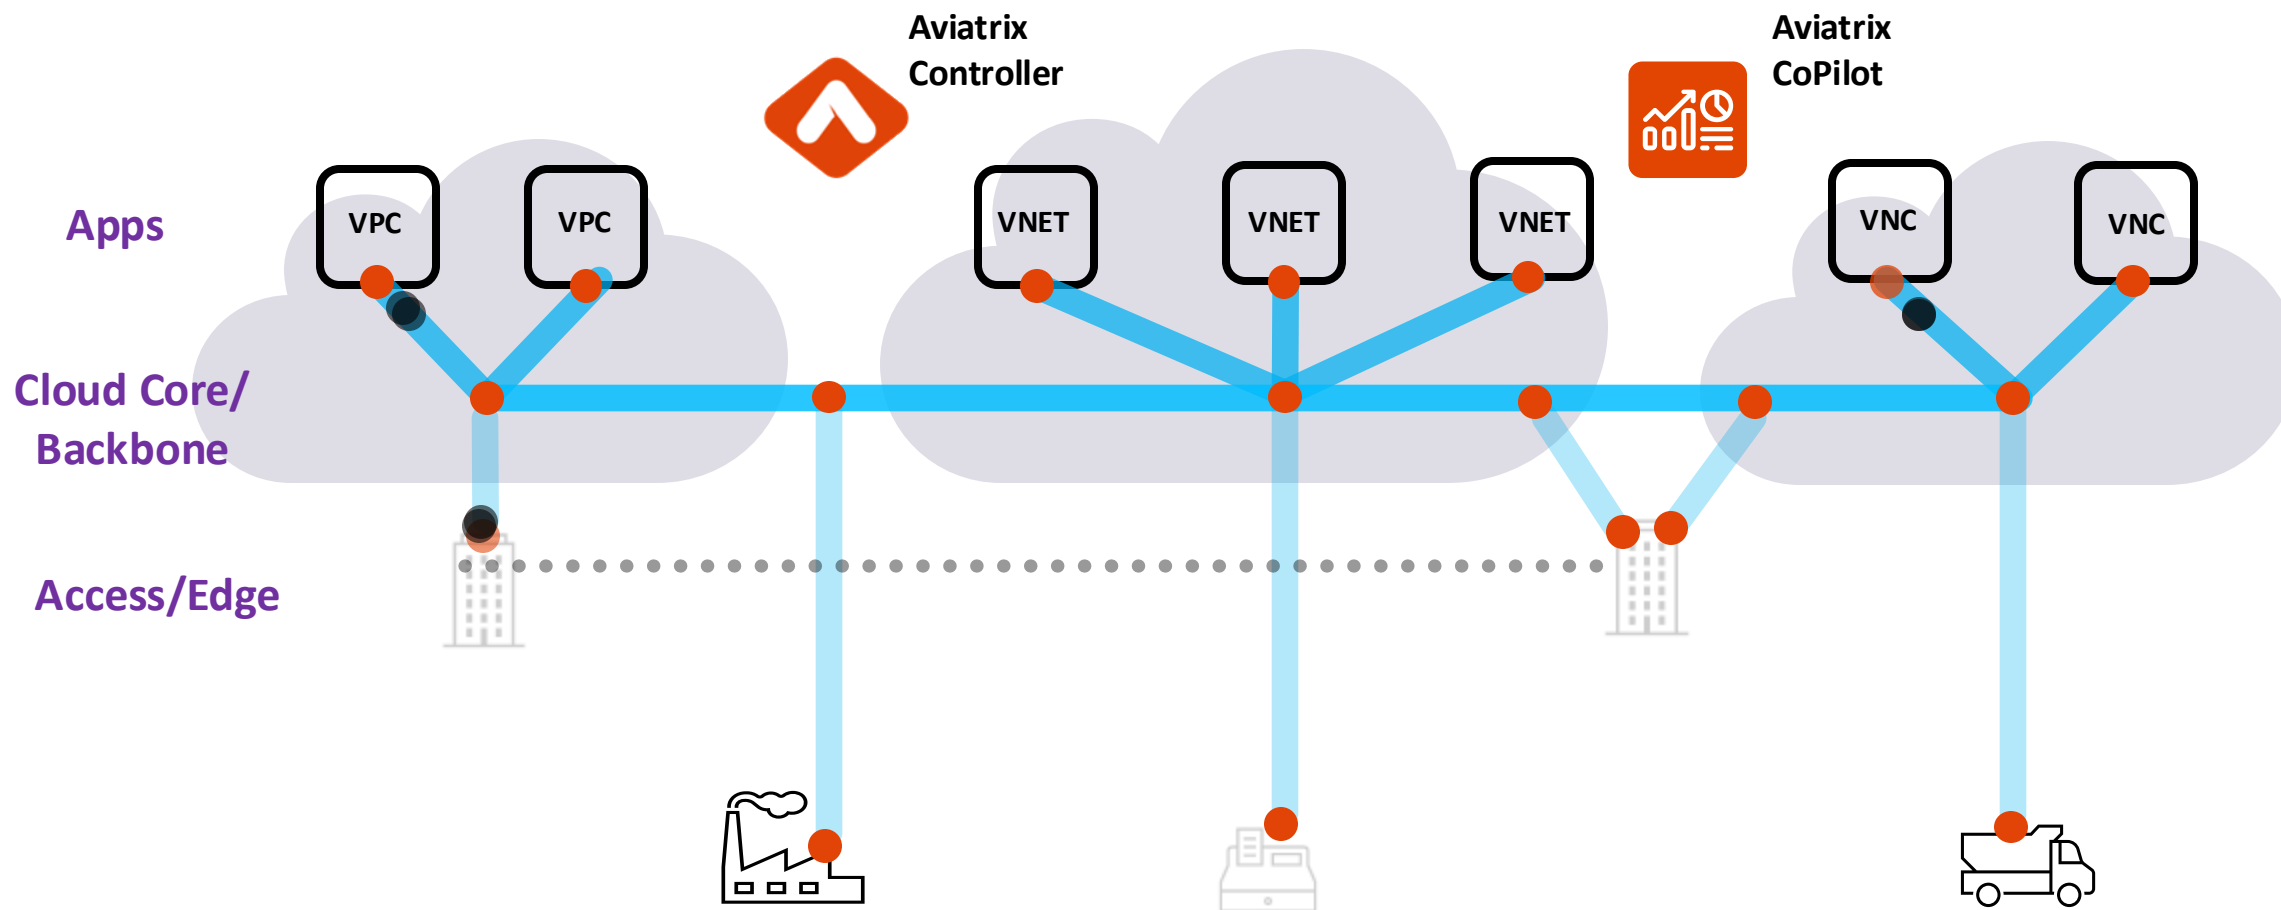 Aviatrix
Controller
Aviatrix
CoPilot
Apps
VPC
VPC
VNET
VNET
VNET
VNC
VNC
Cloud Core/
Backbone
Access/Edge